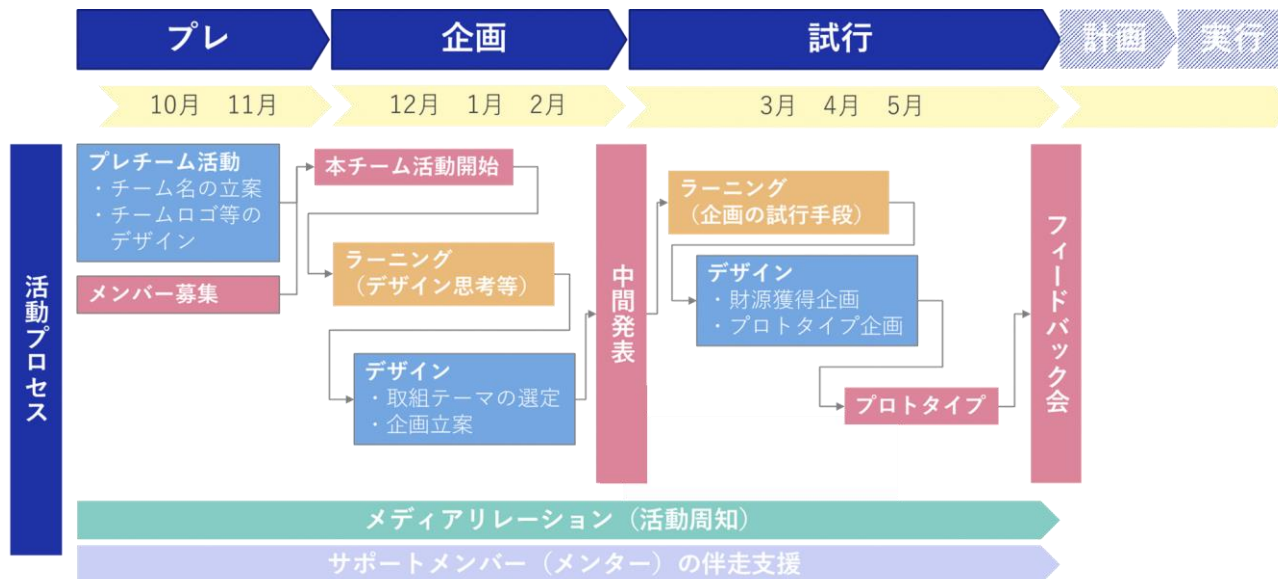 プレ
企画
試行
計画
実行
10月 11月
12月 1月 2月
3月 4月 5月
活動プロセス
プレチーム活動
・チーム名の立案
・チームロゴ等の
デザイン
メンバー募集
本チーム活動開始
ラーニング
（デザイン思考等）
デザイン
・取組テーマの選定
・企画立案
中間発表
ラーニング
（企画の試行手段）
デザイン
・財源獲得企画
・プロトタイプ企画
プロトタイプ
フィードバック会
メディアリレーション（活動周知）
サポートメンバー（メンター）の伴走支援